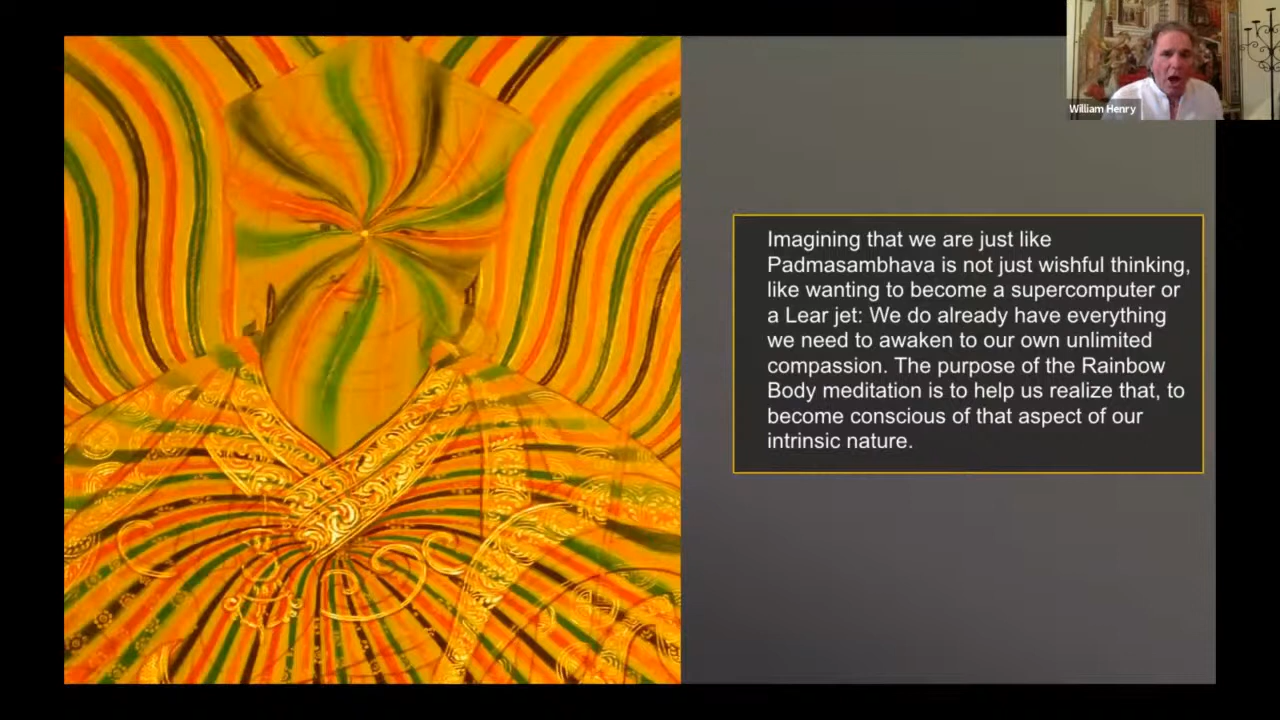 William Henry
Imagining that we are just like
Padmasambhava is not just wishful thinking,
like wanting to become a supercomputer or
a Lear jet: We do already have everything
we need to awaken to our own unlimited
compassion. The purpose of the Rainbow
Body meditation is to help us realize that, to
become conscious of that aspect of our
intrinsic nature.